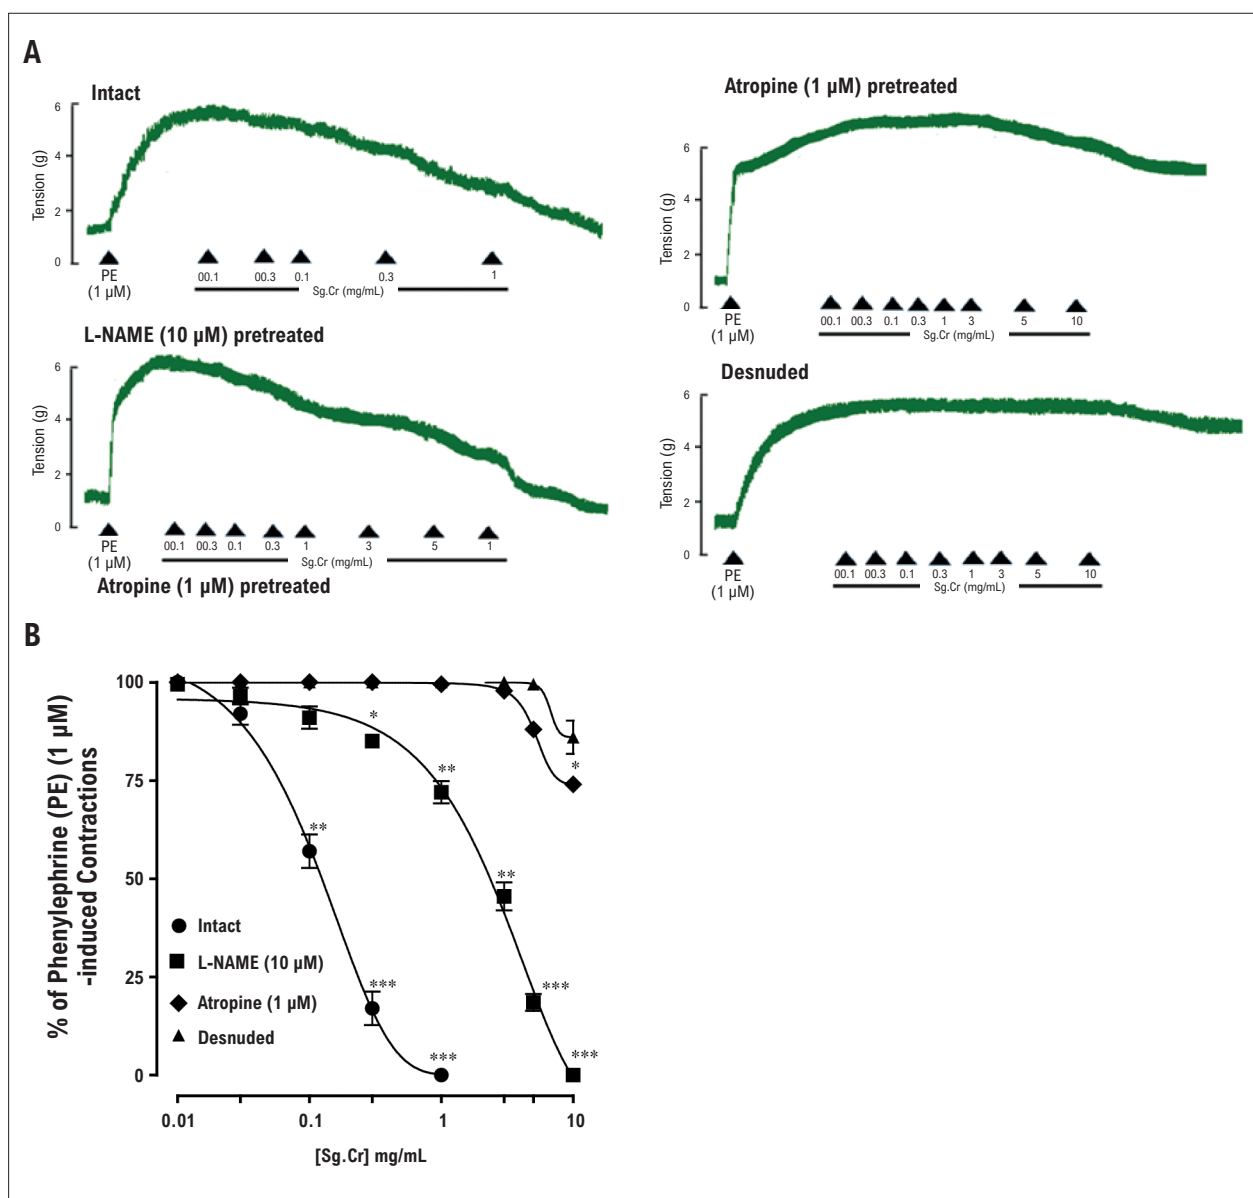 A
Intact
Tension (g)
6
4
2
0
PE
(1 µM)
00.1 00.3 0.1 0.3 1
Sg.Cr (mg/mL)
Atropine (1 µM) pretreated
Tension (g)
6
4
2
0
PE
(1 µM)
00.1 00.3 0.1 0.3 1 3 5 10
Sg.Cr (mg/mL)
L-NAME (10 µM) pretreated
Tension (g)
6
4
2
0
PE
(1 µM)
00.1 00.3 0.1 0.3 1 3 5 1
Sg.Cr (mg/mL)
Atropine (1 µM) pretreated
Desnuded
Tension (g)
6
4
2
0
PE
(1 µM)
00.1 00.3 0.1 0.3 1 3 5 10
Sg.Cr (mg/mL)
B
% of Phenylephrine (PE) (1 µM)
-induced Contractions
100
75
50
25
0
*
**
*
**
**
***
***
***
***
Intact
L-NAME (10 µM)
Atropine (1 µM)
Desnuded
0.01 0.1 1 10
[Sg.Cr] mg/mL